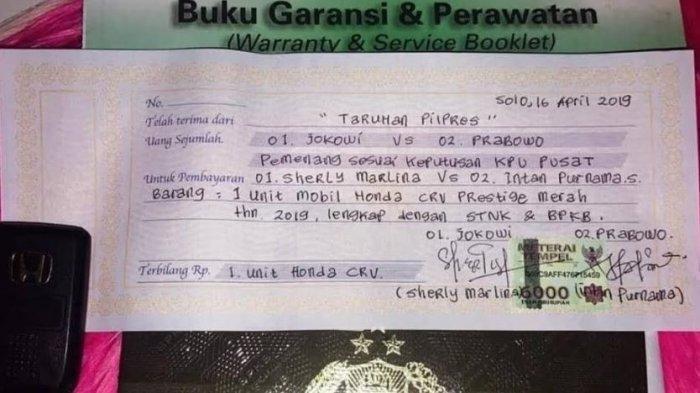 Buku Garansi & Perawatan
(Warranty & Service Booklet)
Solo, 16 April 2019
No.
Telah terima dari "TARUHAN PILPRES"
Uang Sejumlah. 01. JOKOWI VS 02. PRABOWO
Pemenang sesuai keputusan KPU PUSAT
Untuk Pembayaran 01. Sherly Marlina VS 02. Intan Purnama.S.
Barang : 1 unit mobil Honda CRV Prestige merah
thn. 2019, lengkap dengan STNK & BPKB.
01. JOKOWI 02. PRABOWO.
METERAI
TEMPEL
Terbilang Rp. 1. unit Honda CRV.
6000
(Sherly marlina) (intan Purnama)